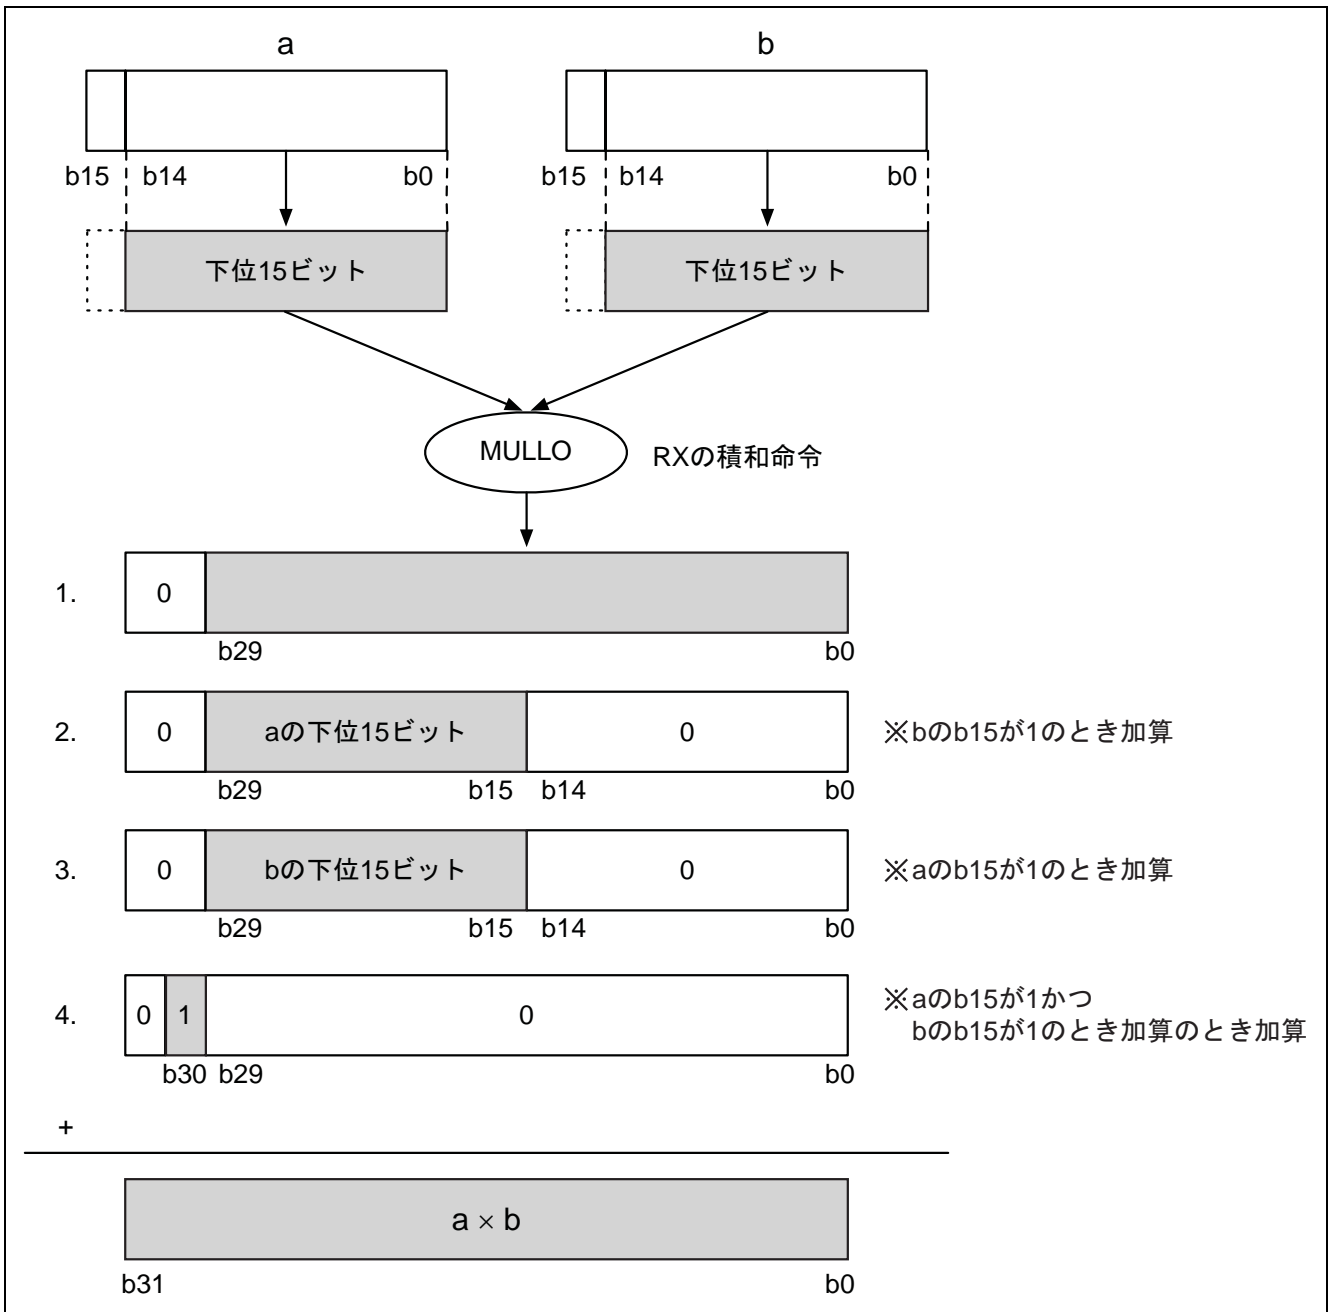 a b
b15 b14 b0 b15 b14 b0
下位15ビット 下位15ビット
MULLO RXの積和命令
1. 0
b29 b0
2. 0 aの下位15ビット 0 ※bのb15が1のとき加算
b29 b15 b14 b0
3. 0 bの下位15ビット 0 ※aのb15が1のとき加算
b29 b15 b14 b0
4. 0 1 0 ※aのb15が1かつ
bのb15が1のとき加算のとき加算
b30 b29 b0
+
a × b
b31 b0